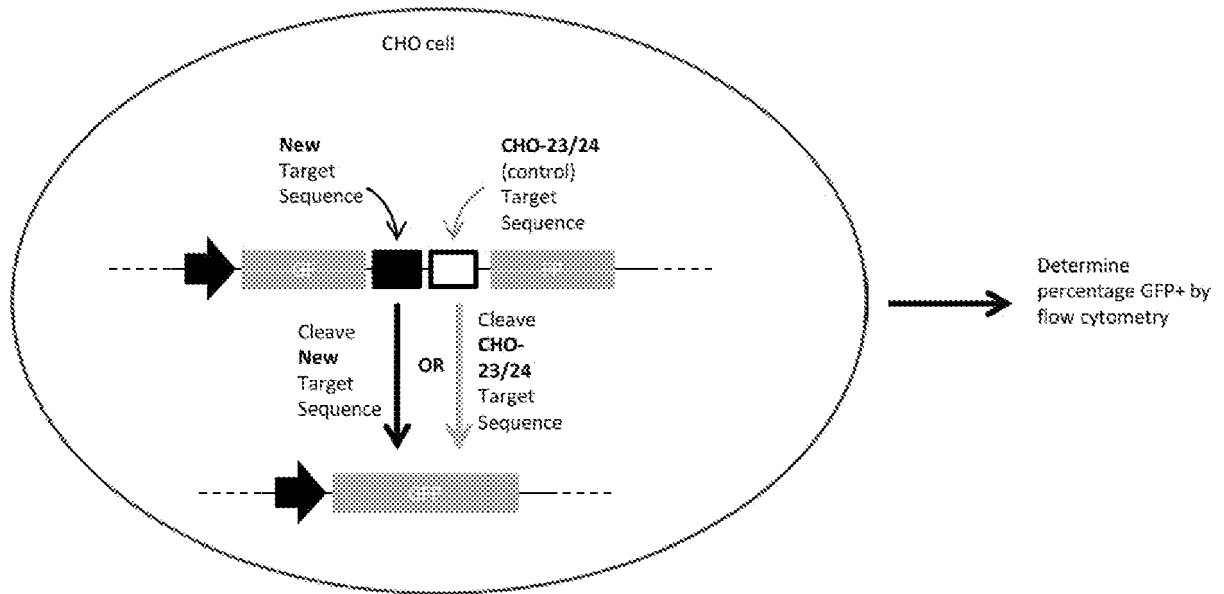 CHO cell
New
Target
Sequence
CHO-23/24
(control)
Target
Sequence
Cleave
New
Target
Sequence
OR
Cleave
CHO-
23/24
Target
Sequence
GFP
Determine
percentage GFP+ by
flow cytometry